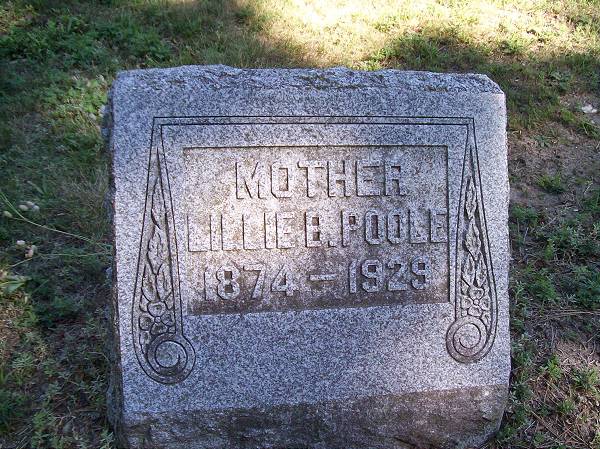 MOTHER
LILLIE B. POOLE
1874 – 1929